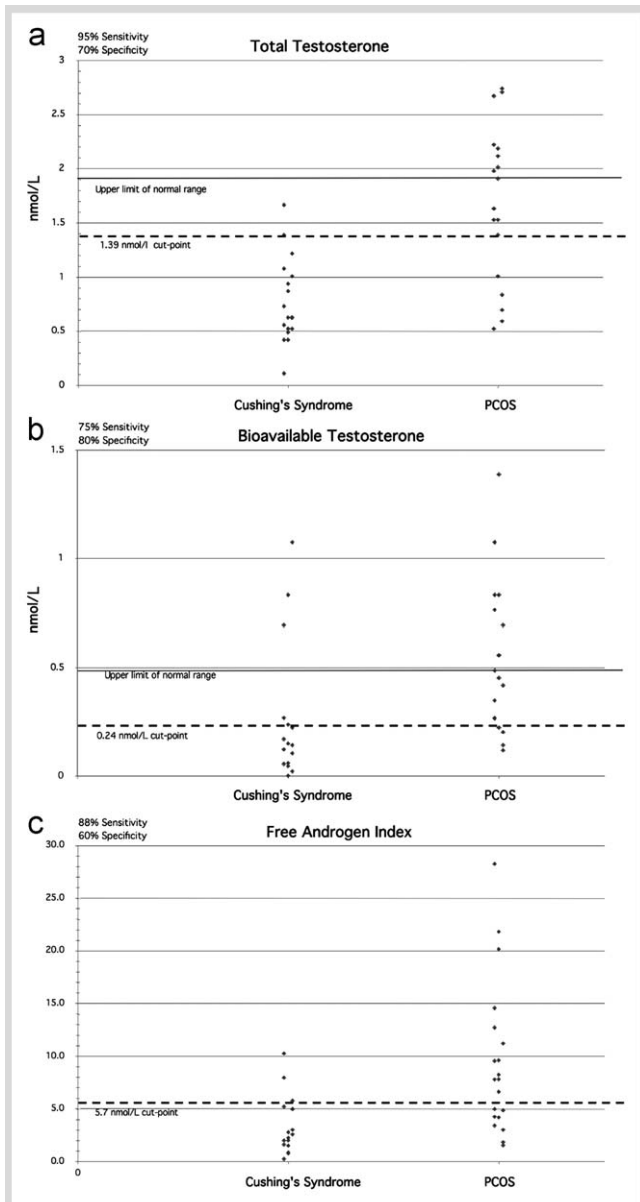 a
95% Sensitivity
70% Specificity
Total Testosterone
3
2.5
2
Upper limit of normal range
nmol/L
1.5
1.39 nmol/l cut-point
1
0.5
0
Cushing's Syndrome PCOS
b
75% Sensitivity
80% Specificity
Bioavailable Testosterone
1.5
1
nmol/L
0.5
Upper limit of normal range
0.24 nmol/L cut-point
0
Cushing's Syndrome PCOS
c
88% Sensitivity
60% Specificity
Free Androgen Index
30.0
25.0
20.0
15.0
10.0
5.0
5.7 nmol/L cut-point
0.0
0
Cushing's Syndrome PCOS